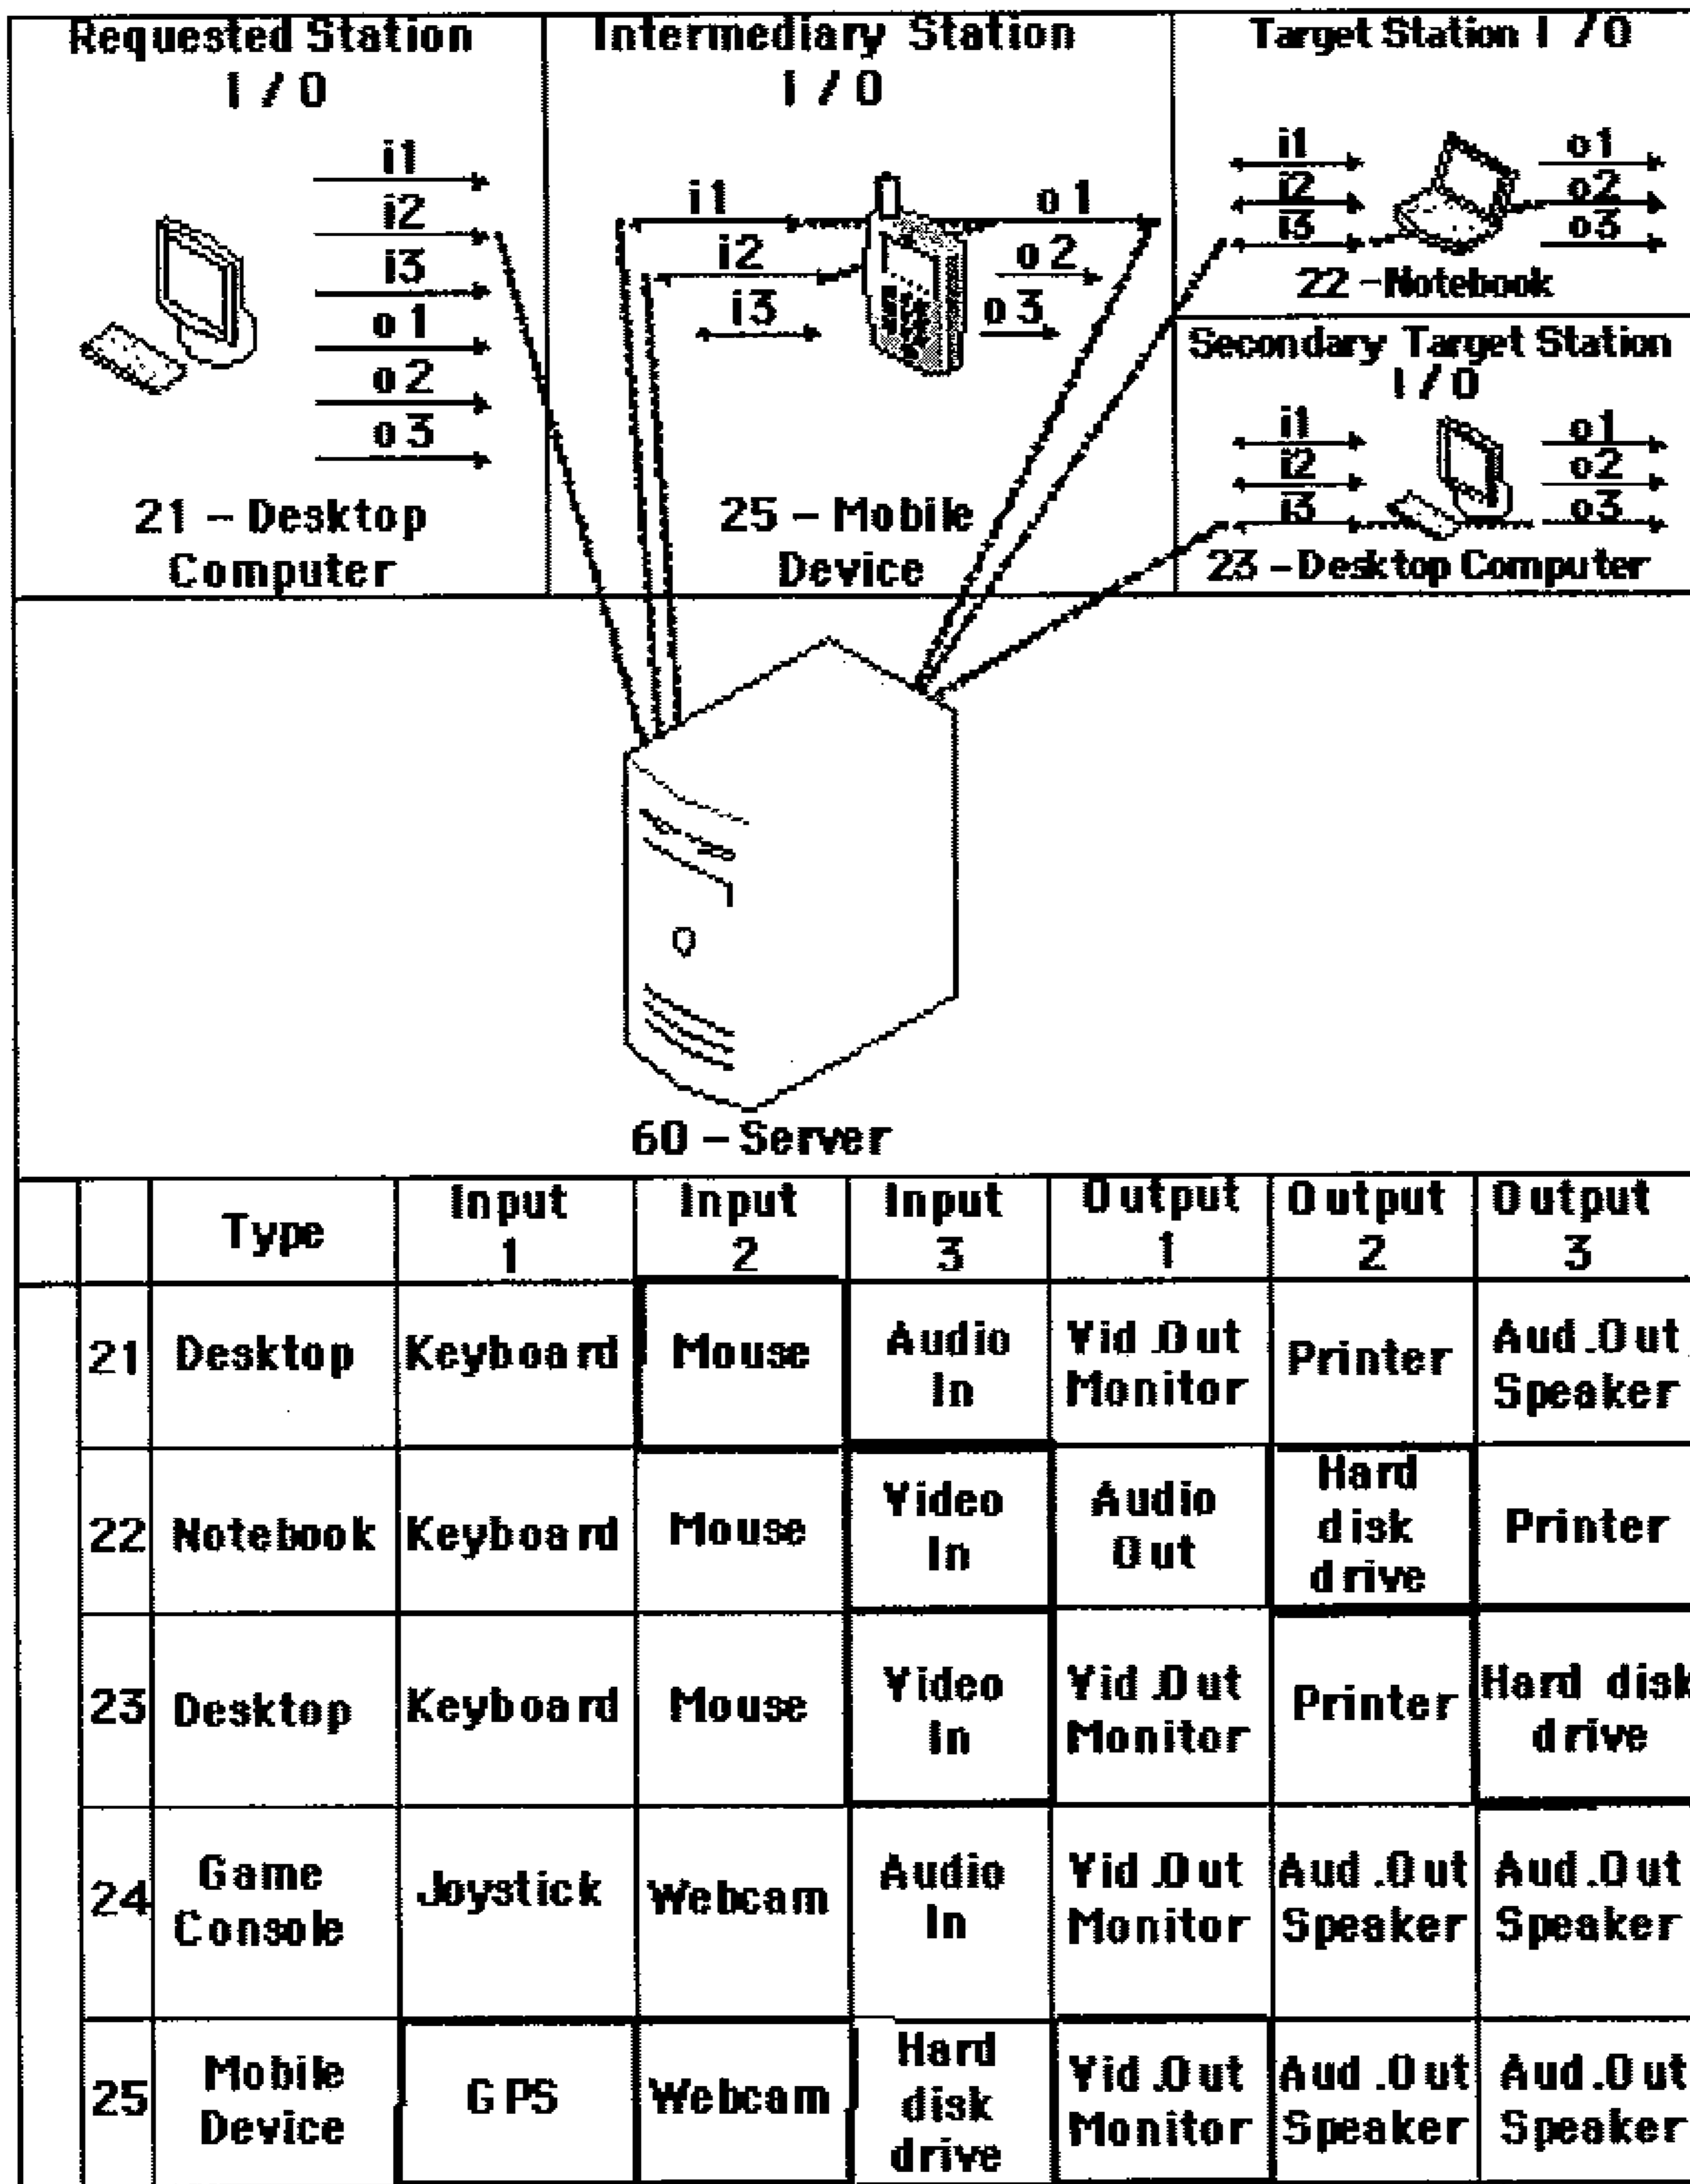 Requested Station
I / O
i1
i2
i3
o1
o2
o3
21 – Desktop
Computer
Intermediary Station
I / O
i1
i2
i3
o1
o2
o3
25 – Mobile
Device
Target Station I / O
i1
i2
i3
o1
o2
o3
22 – Notebook
Secondary Target Station
I / O
i1
i2
i3
o1
o2
o3
23 – Desktop Computer
60 – Server
Type Input 1 Input 2 Input 3 Output 1 Output 2 Output 3
21 Desktop Keyboard Mouse Audio In Vid.Out Monitor Printer Aud.Out Speaker
22 Notebook Keyboard Mouse Video In Audio Out Hard disk drive Printer
23 Desktop Keyboard Mouse Video In Vid.Out Monitor Printer Hard disk drive
24 Game Console Joystick Webcam Audio In Vid.Out Monitor Aud.Out Speaker Aud.Out Speaker
25 Mobile Device GPS Webcam Hard disk drive Vid.Out Monitor Aud.Out Speaker Aud.Out Speaker